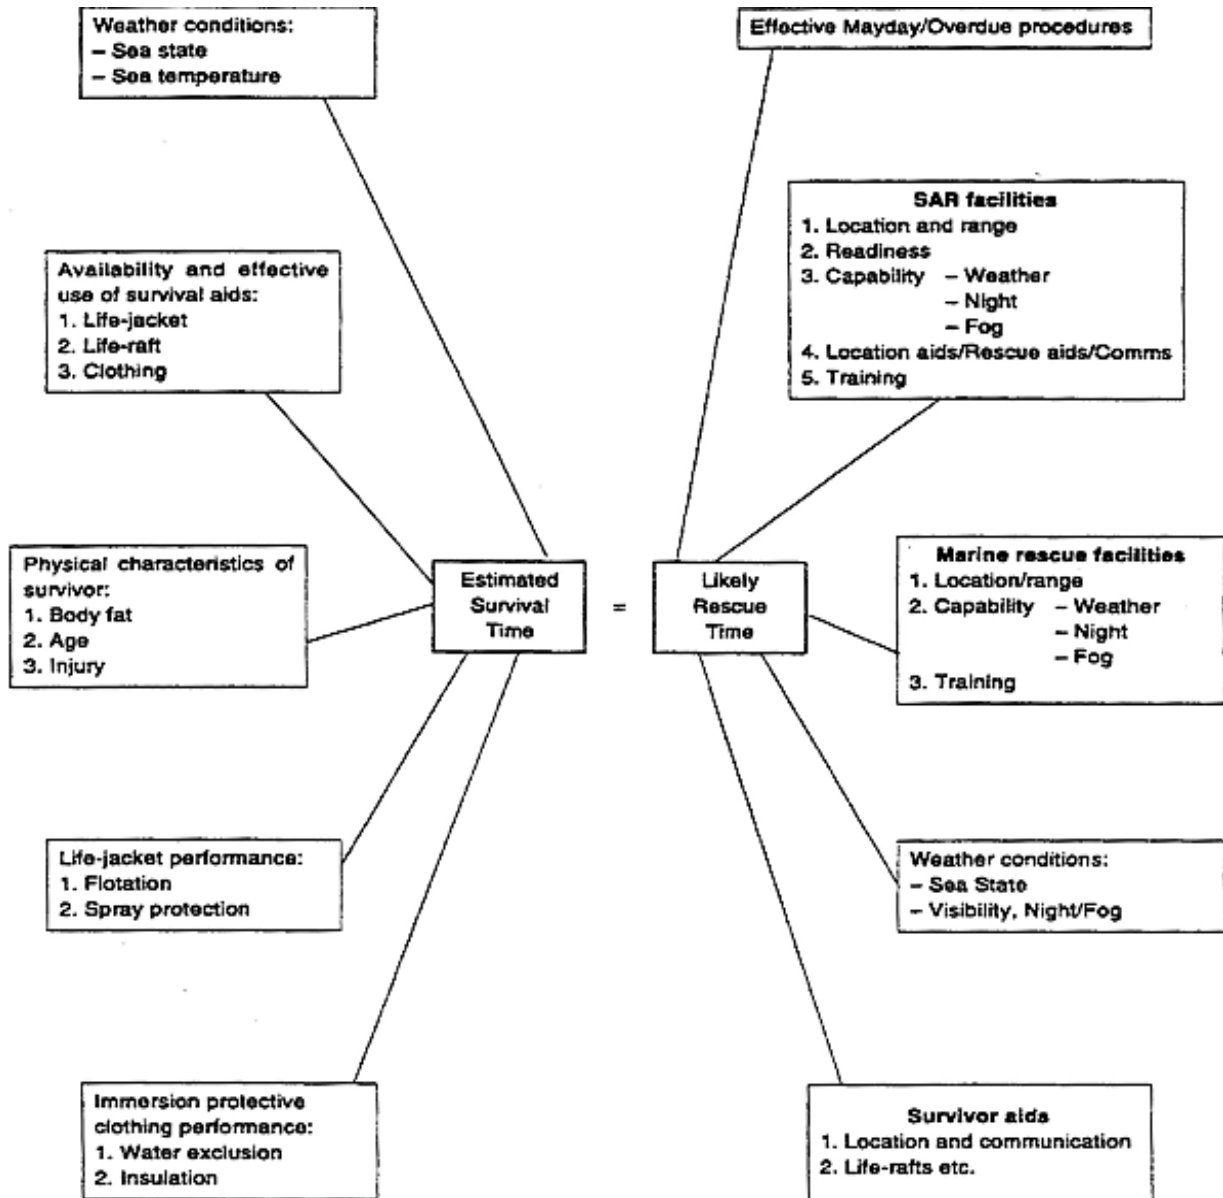 Weather conditions:
– Sea state
– Sea temperature
Effective Mayday/Overdue procedures
SAR facilities
1. Location and range
2. Readiness
3. Capability – Weather
– Night
– Fog
4. Location aids/Rescue aids/Comms
5. Training
Availability and effective
use of survival aids:
1. Life-jacket
2. Life-raft
3. Clothing
Physical characteristics of
survivor:
1. Body fat
2. Age
3. Injury
Estimated
Survival
Time
=
Likely
Rescue
Time
Marine rescue facilities
1. Location/range
2. Capability – Weather
– Night
– Fog
3. Training
Life-jacket performance:
1. Flotation
2. Spray protection
Weather conditions:
– Sea State
– Visibility, Night/Fog
Immersion protective
clothing performance:
1. Water exclusion
2. Insulation
Survivor aids
1. Location and communication
2. Life-rafts etc.